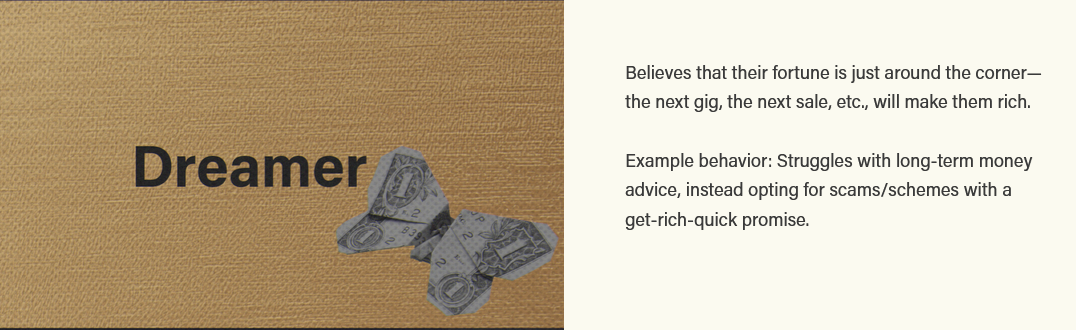 Dreamer
Believes that their fortune is just around the corner—
the next gig, the next sale, etc., will make them rich.
Example behavior: Struggles with long-term money
advice, instead opting for scams/schemes with a
get-rich-quick promise.